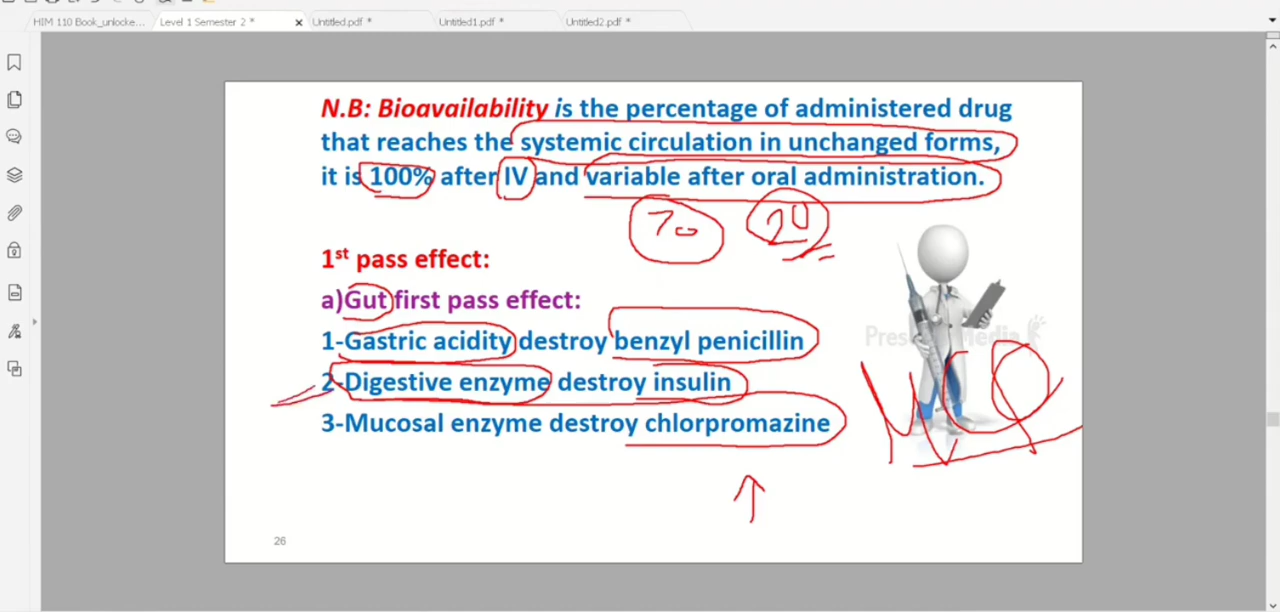 HIM 110 Book_unlocke... Level 1 Semester 2 * Untitled.pdf * Untitled1.pdf * Untitled2.pdf *
N.B: Bioavailability is the percentage of administered drug
that reaches the systemic circulation in unchanged forms,
it is 100% after IV and variable after oral administration.
70 20
1st pass effect:
a)Gut first pass effect:
1-Gastric acidity destroy benzyl penicillin
2-Digestive enzyme destroy insulin
3-Mucosal enzyme destroy chlorpromazine
MCQ
26